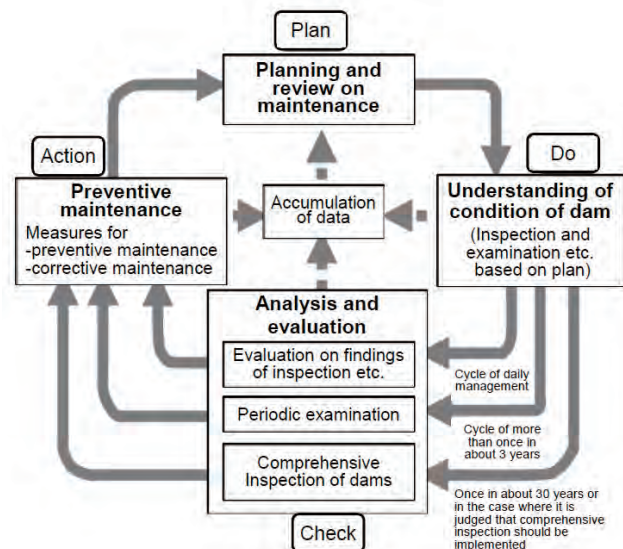 Plan
Planning and
review on
maintenance
Action
Preventive
maintenance
Measures for
-preventive maintenance
-corrective maintenance
Accumulation
of data
Do
Understanding of
condition of dam
(Inspection and
examination etc.
based on plan)
Analysis and
evaluation
Evaluation on findings
of inspection etc.
Periodic examination
Comprehensive
Inspection of dams
Check
Cycle of daily
management
Cycle of more
than once in
about 3 years
Once in about 30 years or
in the case where it is
judged that comprehensive
inspection should be
implemented